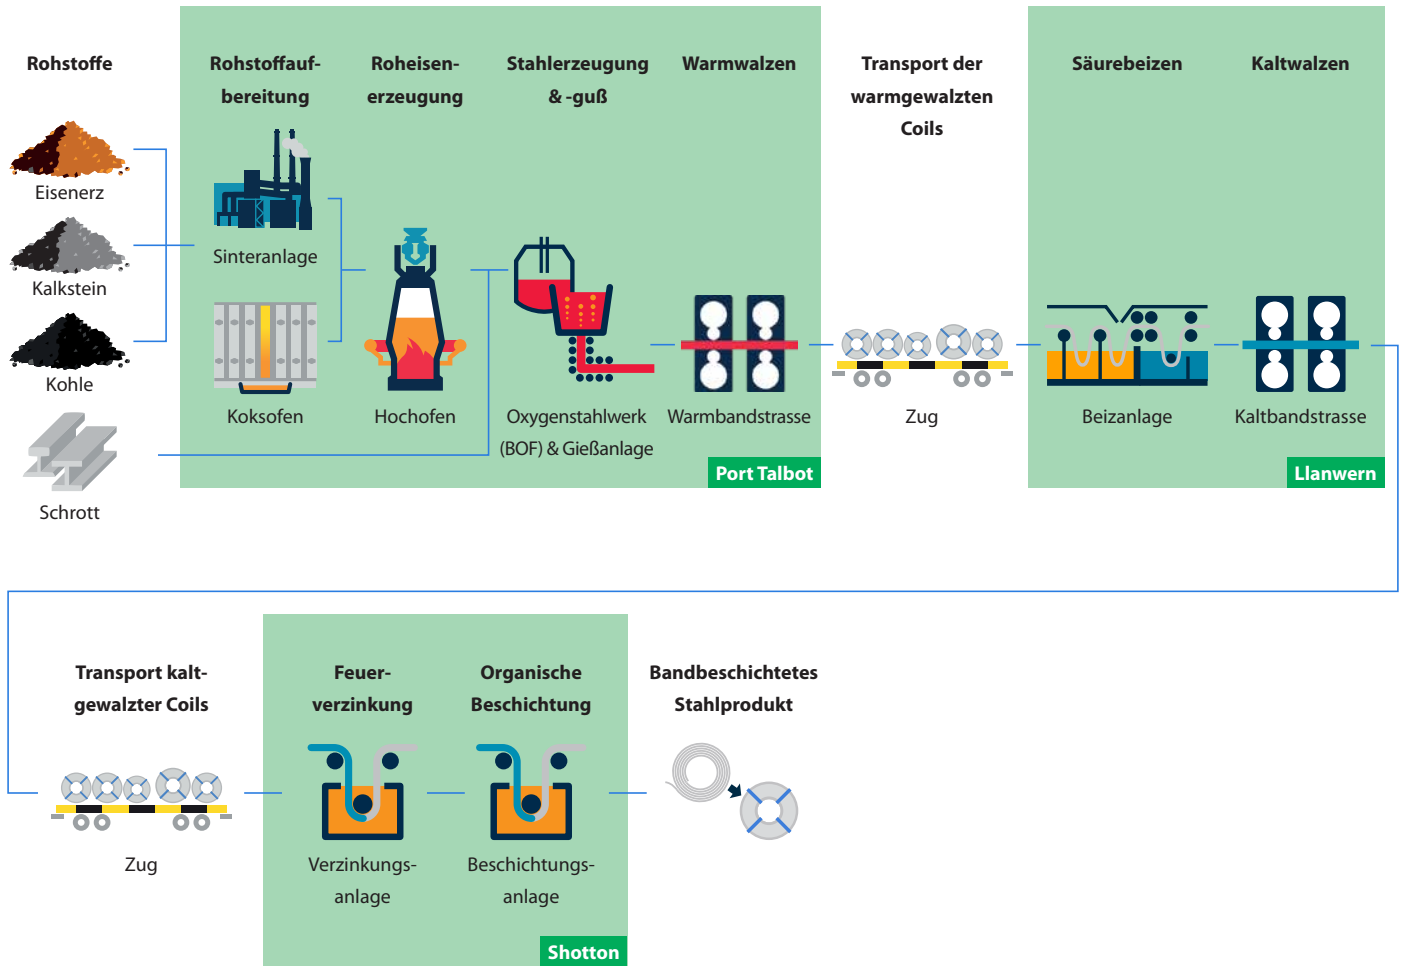 Rohstoffe
Eisenerz
Kalkstein
Kohle
Schrott
Rohstoffauf-
bereitung
Sinteranlage
Koksofen
Roheisen-
erzeugung
Hochofen
Stahlerzeugung
& -guß
Oxygenstahlwerk
(BOF) & Gießanlage
Warmwalzen
Warmbandstrasse
Port Talbot
Transport der
warmgewalzten
Coils
Zug
Säurebeizen
Beizanlage
Kaltwalzen
Kaltbandstrasse
Llanwern
Transport kalt-
gewalzter Coils
Zug
Feuer-
verzinkung
Verzinkungs-
anlage
Organische
Beschichtung
Beschichtungs-
anlage
Shotton
Bandbeschichtetes
Stahlprodukt